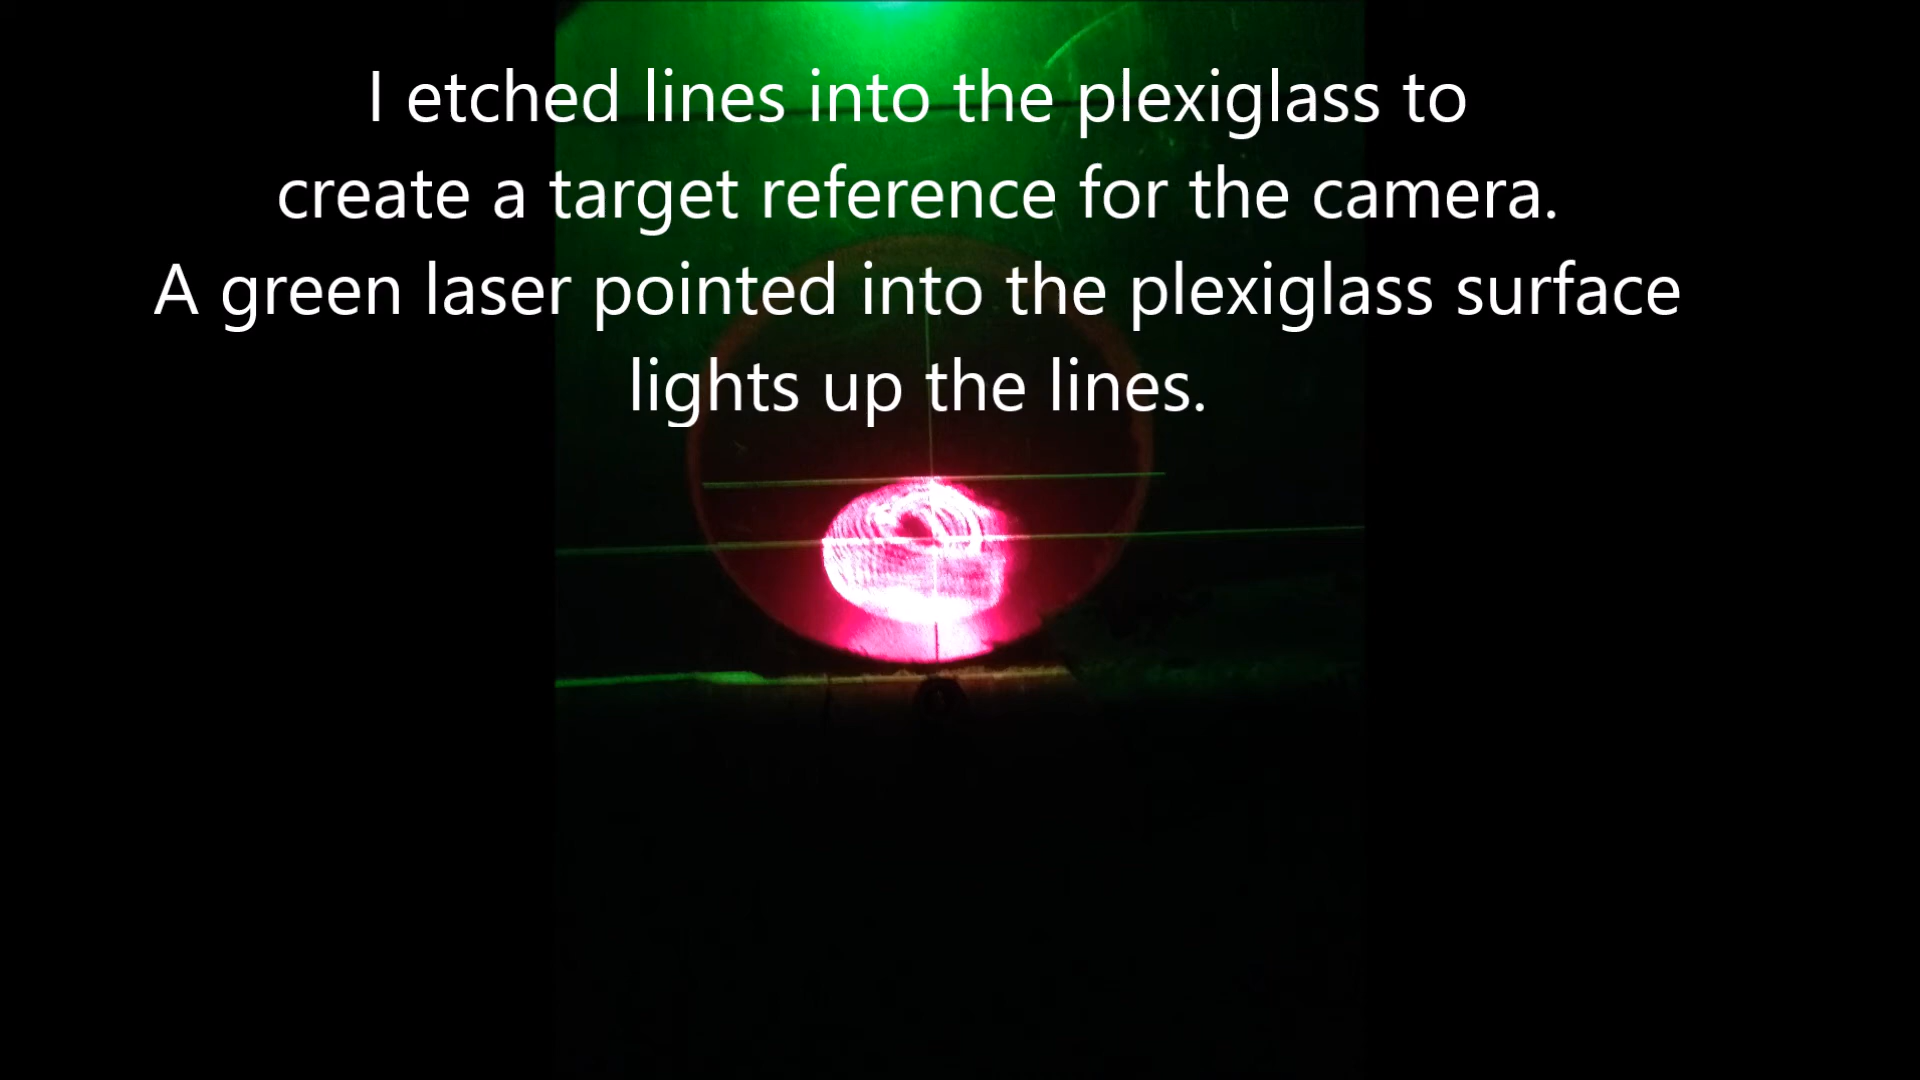 I etched lines into the plexiglass to
create a target reference for the camera.
A green laser pointed into the plexiglass surface
lights up the lines.